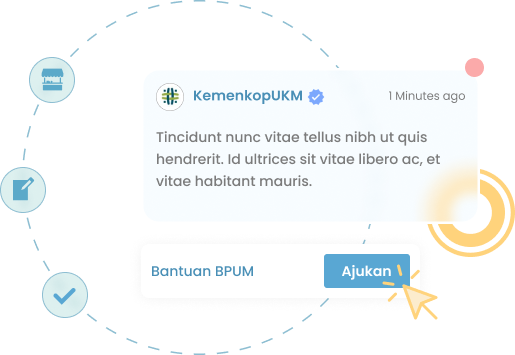 KemenkopUKM 1 Minutes ago
Tincidunt nunc vitae tellus nibh ut quis
hendrerit. Id ultrices sit vitae libero ac, et
vitae habitant mauris.
Bantuan BPUM Ajukan